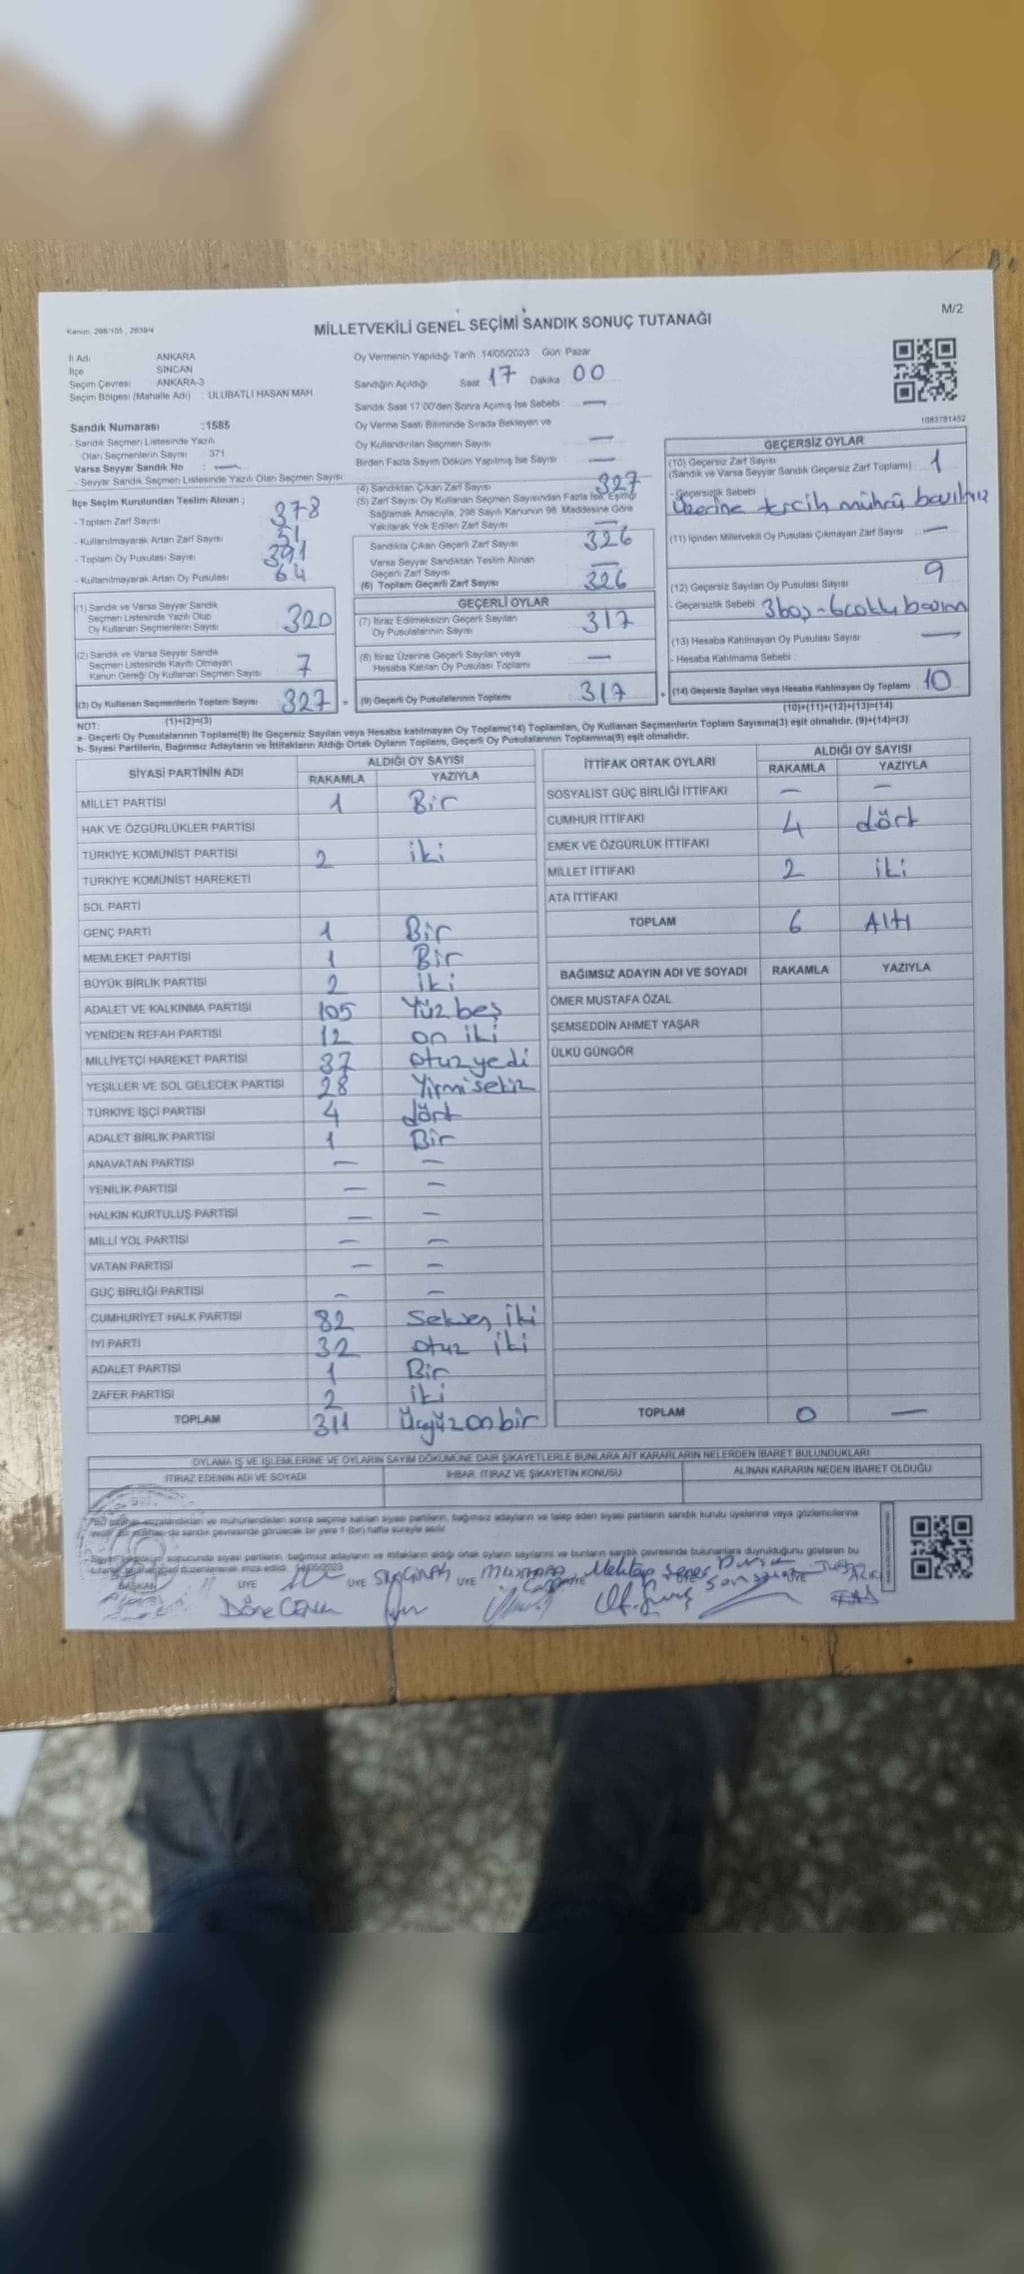 Kanun: 298/105 , 2839/4
M/2
MİLLETVEKİLİ GENEL SEÇİMİ SANDIK SONUÇ TUTANAĞI
İl Adı ANKARA
İlçe SİNCAN
Seçim Çevresi ANKARA-3
Seçim Bölgesi (Mahalle Adı) : ULUBATLI HASAN MAH.
Sandık Numarası :1585
- Sandık Seçmen Listesinde Yazılı
Olan Seçmenlerin Sayısı 371
Varsa Seyyar Sandık No : —
- Seyyar Sandık Seçmen Listesinde Yazılı Olan Seçmen Sayısı
Oy Vermenin Yapıldığı Tarih 14/05/2023 Gün: Pazar
Sandığın Açıldığı Saat 17 Dakika 00
Sandık Saat 17:00'den Sonra Açılmış İse Sebebi : —
Oy Verme Saati Bitiminde Sırada Bekleyen ve
Oy Kullandırılan Seçmen Sayısı —
Birden Fazla Sayım Döküm Yapılmış İse Sayısı —
1083791452
İlçe Seçim Kurulundan Teslim Alınan ;
- Toplam Zarf Sayısı 378
- Kullanılmayarak Artan Zarf Sayısı 51
- Toplam Oy Pusulası Sayısı 391
- Kullanılmayarak Artan Oy Pusulası 64
(1) Sandık ve Varsa Seyyar Sandık
Seçmen Listesinde Yazılı Olup
Oy Kullanan Seçmenlerin Sayısı 320
(2) Sandık ve Varsa Seyyar Sandık
Seçmen Listesinde Kayıtlı Olmayan
Kanun Gereği Oy Kullanan Seçmen Sayısı 7
(3) Oy Kullanan Seçmenlerin Toplam Sayısı 327
(1)+(2)=(3)
(4) Sandıktan Çıkan Zarf Sayısı 327
(5) Zarf Sayısı Oy Kullanan Seçmen Sayısından Fazla İse, Eşitliği
Sağlamak Amacıyla, 298 Sayılı Kanunun 98. Maddesine Göre
Yakılarak Yok Edilen Zarf Sayısı —
Sandıkta Çıkan Geçerli Zarf Sayısı 326
Varsa Seyyar Sandıktan Teslim Alınan
Geçerli Zarf Sayısı —
(6) Toplam Geçerli Zarf Sayısı 326
GEÇERLİ OYLAR
(7) İtiraz Edilmeksizin Geçerli Sayılan
Oy Pusulalarının Sayısı 317
(8) İtiraz Üzerine Geçerli Sayılan veya
Hesaba Katılan Oy Pusulası Toplamı —
(9) Geçerli Oy Pusulalarının Toplamı 317
GEÇERSİZ OYLAR
(10) Geçersiz Zarf Sayısı
(Sandık ve Varsa Seyyar Sandık Geçersiz Zarf Toplamı) 1
- Geçersizlik Sebebi
üzerine tercih mührü basılmış
(11) İçinden Milletvekili Oy Pusulası Çıkmayan Zarf Sayısı —
(12) Geçersiz Sayılan Oy Pusulası Sayısı 9
- Geçersizlik Sebebi 3 boş - 6 çoklu basım
(13) Hesaba Katılmayan Oy Pusulası Sayısı —
- Hesaba Katılmama Sebebi :
(14) Geçersiz Sayılan veya Hesaba Katılmayan Oy Toplamı 10
(10)+(11)+(12)+(13)=(14)
NOT:
a- Geçerli Oy Pusulalarının Toplamı(9) ile Geçersiz Sayılan veya Hesaba katılmayan Oy Toplamı(14) Toplamları, Oy Kullanan Seçmenlerin Toplam Sayısına(3) eşit olmalıdır. (9)+(14)=(3)
b- Siyasi Partilerin, Bağımsız Adayların ve İttifakların Aldığı Ortak Oyların Toplamı, Geçerli Oy Pusulalarının Toplamına(9) eşit olmalıdır.
SİYASİ PARTİNİN ADI ALDIĞI OY SAYISI
RAKAMLA YAZIYLA
MİLLET PARTİSİ 1 Bir
HAK VE ÖZGÜRLÜKLER PARTİSİ
TÜRKİYE KOMÜNİST PARTİSİ 2 iki
TÜRKİYE KOMÜNİST HAREKETİ
SOL PARTİ
GENÇ PARTİ 1 Bir
MEMLEKET PARTİSİ 1 Bir
BÜYÜK BİRLİK PARTİSİ 2 iki
ADALET VE KALKINMA PARTİSİ 105 Yüz beş
YENİDEN REFAH PARTİSİ 12 on iki
MİLLİYETÇİ HAREKET PARTİSİ 37 otuz yedi
YEŞİLLER VE SOL GELECEK PARTİSİ 28 Yirmi sekiz
TÜRKİYE İŞÇİ PARTİSİ 4 dört
ADALET BİRLİK PARTİSİ 1 Bir
ANAVATAN PARTİSİ — —
YENİLİK PARTİSİ — —
HALKIN KURTULUŞ PARTİSİ — —
MİLLİ YOL PARTİSİ — —
VATAN PARTİSİ — —
GÜÇ BİRLİĞİ PARTİSİ — —
CUMHURİYET HALK PARTİSİ 82 Seksen iki
İYİ PARTİ 32 otuz iki
ADALET PARTİSİ 1 Bir
ZAFER PARTİSİ 2 iki
TOPLAM 311 Üçyüz on bir
İTTİFAK ORTAK OYLARI ALDIĞI OY SAYISI
RAKAMLA YAZIYLA
SOSYALİST GÜÇ BİRLİĞİ İTTİFAKI — —
CUMHUR İTTİFAKI 4 dört
EMEK VE ÖZGÜRLÜK İTTİFAKI
MİLLET İTTİFAKI 2 iki
ATA İTTİFAKI
TOPLAM 6 Altı
BAĞIMSIZ ADAYIN ADI VE SOYADI RAKAMLA YAZIYLA
ÖMER MUSTAFA ÖZAL
ŞEMSEDDİN AHMET YAŞAR
ÜLKÜ GÜNGÖR
TOPLAM 0 —
OYLAMA İŞ VE İŞLEMLERİNE VE OYLARIN SAYIM DÖKÜMÜNE DAİR ŞİKAYETLERLE BUNLARA AİT KARARLARIN NELERDEN İBARET BULUNDUKLARI
İTİRAZ EDENİN ADI VE SOYADI İHBAR, İTİRAZ VE ŞİKAYETİN KONUSU ALINAN KARARIN NEDEN İBARET OLDUĞU
BAŞKAN ÜYE ÜYE ÜYE ÜYE